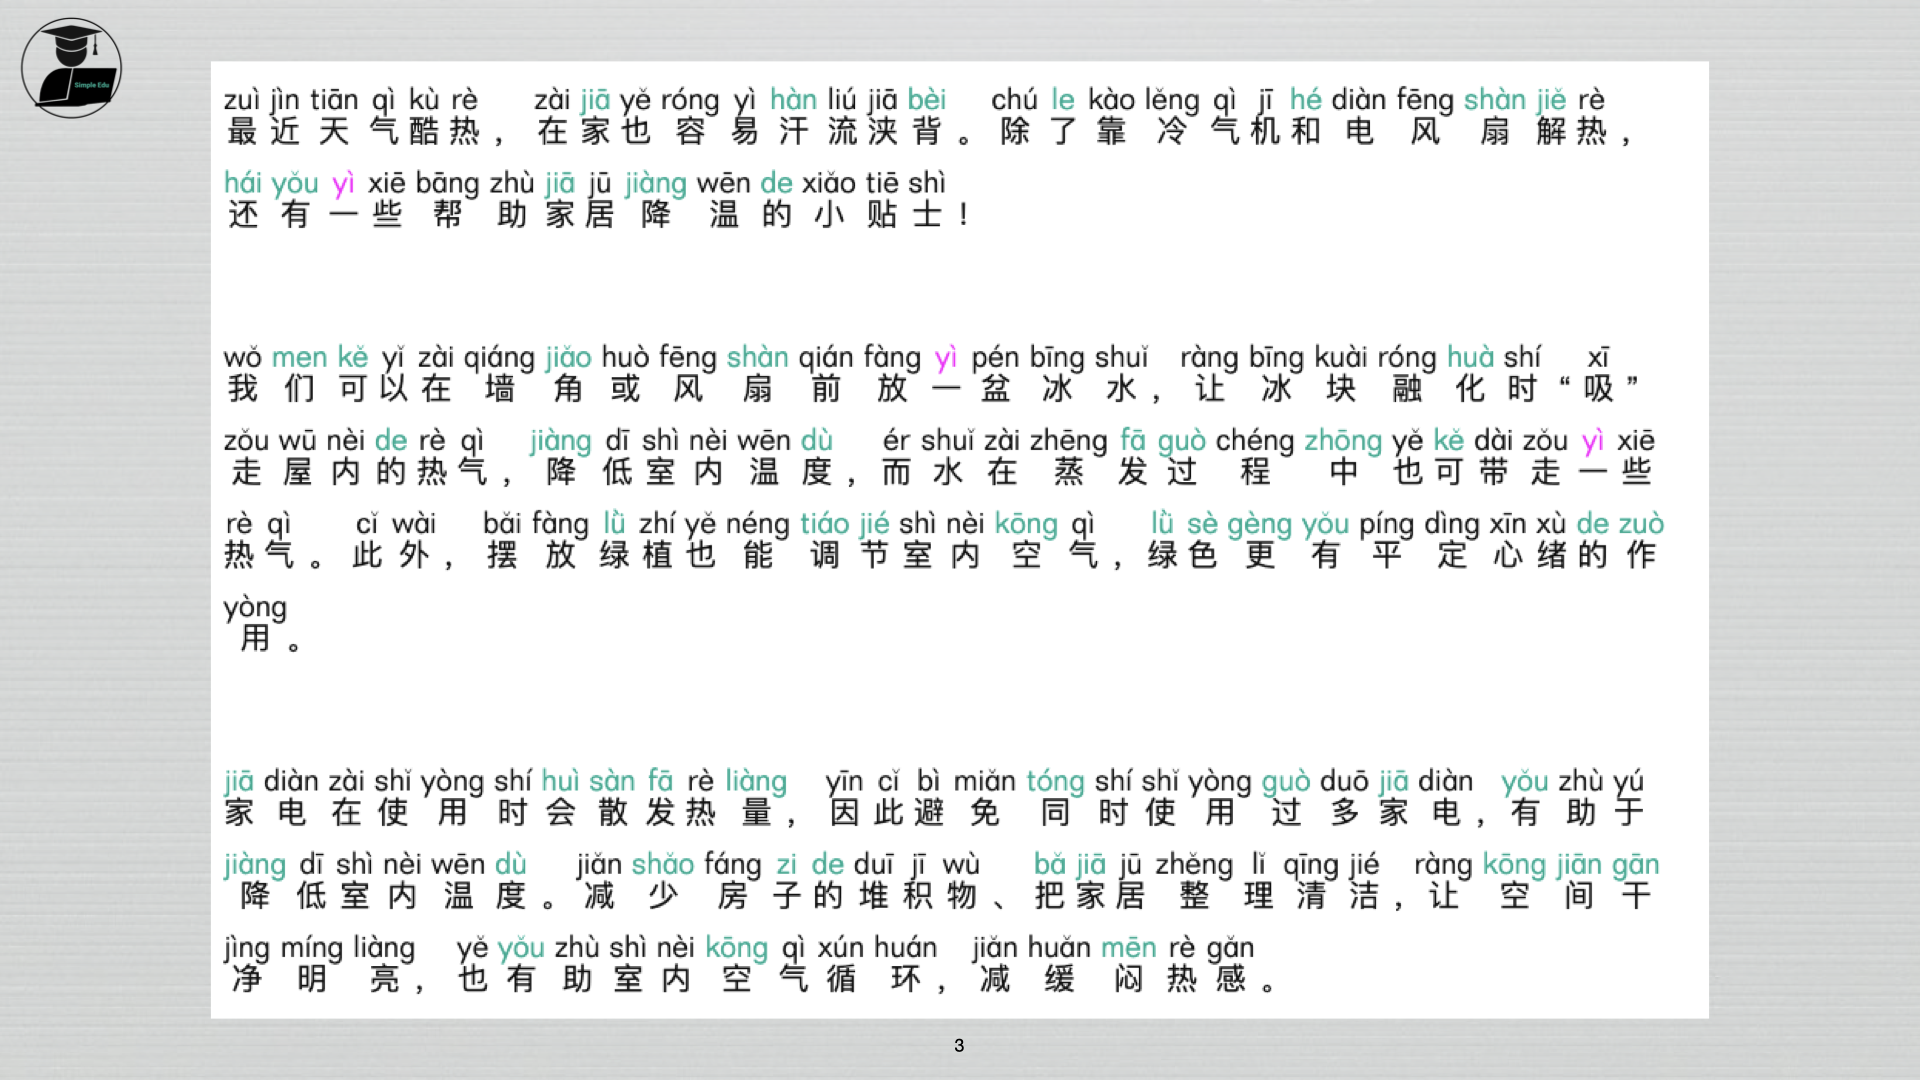 Simple Edu
zuì jìn tiān qì kù rè zài jiā yě róng yì hàn liú jiā bèi chú le kào lěng qì jī hé diàn fēng shàn jiě rè
最近天气酷热，在家也容易汗流浃背。除了靠冷气机和电风扇解热，
hái yǒu yì xiē bāng zhù jiā jū jiàng wēn de xiǎo tiē shì
还有一些帮助家居降温的小贴士！
wǒ men kě yǐ zài qiáng jiǎo huò fēng shàn qián fàng yì pén bīng shuǐ ràng bīng kuài róng huà shí xī
我们可以在墙角或风扇前放一盆冰水，让冰块融化时“吸”
zǒu wū nèi de rè qì jiàng dī shì nèi wēn dù ér shuǐ zài zhēng fā guò chéng zhōng yě kě dài zǒu yì xiē
走屋内的热气，降低室内温度，而水在蒸发过程中也可带走一些
rè qì cǐ wài bǎi fàng lǜ zhí yě néng tiáo jié shì nèi kōng qì lǜ sè gèng yǒu píng dìng xīn xù de zuò
热气。此外，摆放绿植也能调节室内空气，绿色更有平定心绪的作
yòng
用。
jiā diàn zài shǐ yòng shí huì sàn fā rè liàng yīn cǐ bì miǎn tóng shí shǐ yòng guò duō jiā diàn yǒu zhù yú
家电在使用时会散发热量，因此避免同时使用过多家电，有助于
jiàng dī shì nèi wēn dù jiǎn shǎo fáng zi de duī jī wù bǎ jiā jū zhěng lǐ qīng jié ràng kōng jiān gān
降低室内温度。减少房子的堆积物、把家居整理清洁，让空间干
jìng míng liàng yě yǒu zhù shì nèi kōng qì xún huán jiǎn huǎn mēn rè gǎn
净明亮，也有助室内空气循环，减缓闷热感。
3